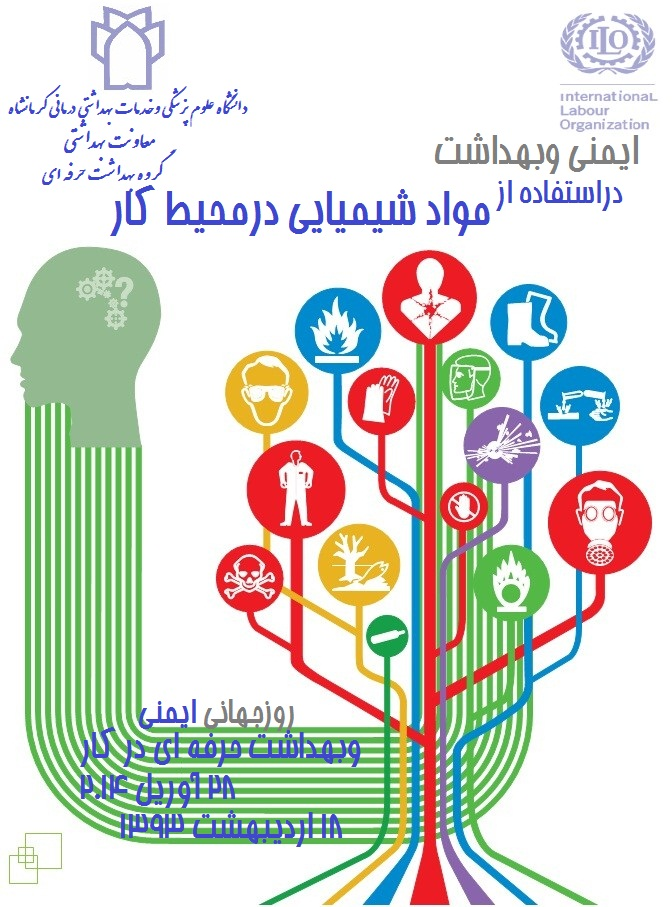 دانشگاه علوم پزشکی و خدمات بهداشتی درمانی کرمانشاه
معاونت بهداشتی
گروه بهداشت حرفه ای
ILO
International
Labour
Organization
ایمنی وبهداشت
دراستفاده از مواد شیمیایی درمحیط کار
روزجهانی ایمنی
وبهداشت حرفه ای در کار
۲۸ آوریل ۲۰۱۴
۱۸ اردیبهشت ۱۳۹۳